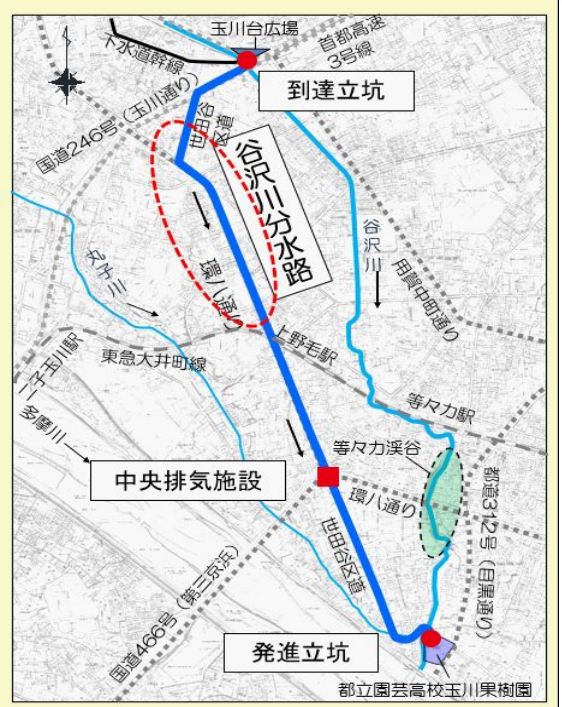 玉川台広場
下水道幹線
首都高速
3号線
到達立坑
国道246号(玉川通り)
世田谷
区道
谷沢川分水路
谷沢川
環八通り
用賀中町通り
丸子川
上野毛駅
東急大井町線
二子玉川駅
等々力駅
多摩川
等々力渓谷
中央排気施設
環八通り
都道312号(目黒通り)
世田谷区道
国道466号(第三京浜)
発進立坑
都立園芸高校玉川果樹園